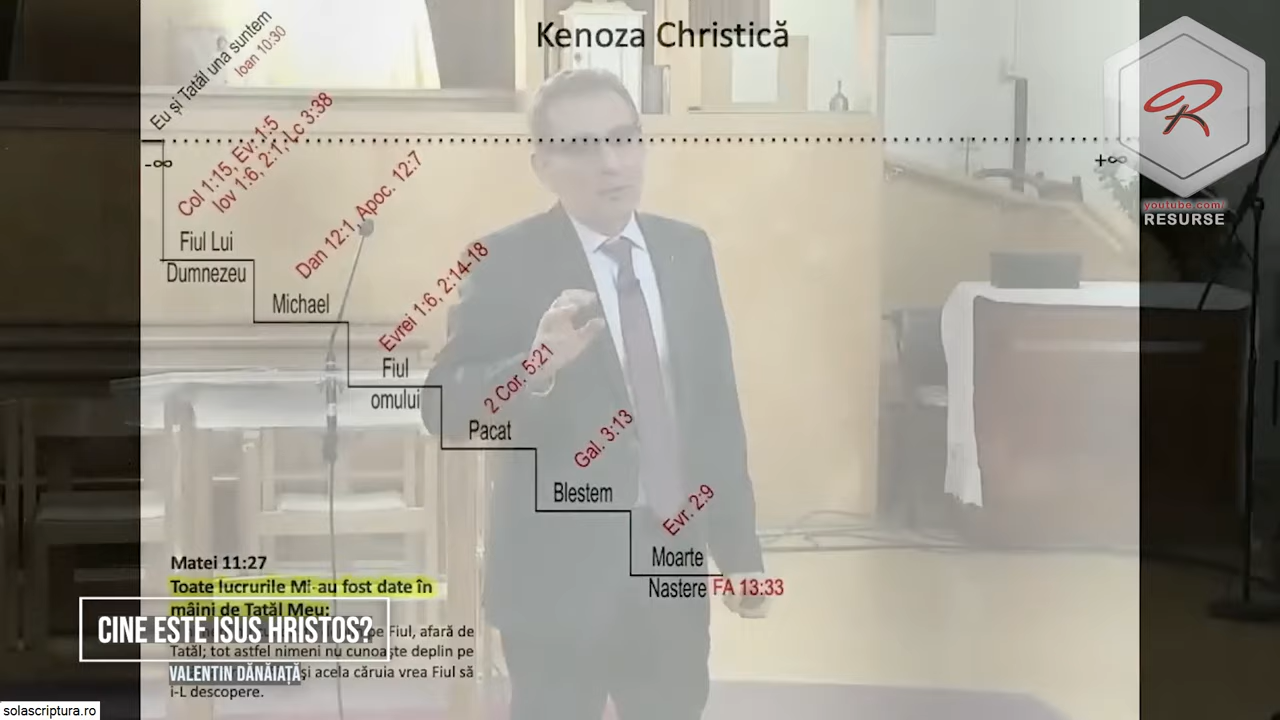 Kenoza Christică
Eu și Tatăl una suntem
Ioan 10:30
-∞
+∞
Col 1:15, Ev. 1:5
Iov 1:6, 2:1, Lc 3:38
Fiul Lui
Dumnezeu
Dan 12:1 Apoc. 12:7
Michael
Evrei 1:6, 2:14-18
Fiul
omului
2 Cor. 5:21
Pacat
Gal. 3:13
Blestem
Evr. 2:9
Moarte
Nastere FA 13:33
Matei 11:27
Toate lucrurile Mi-au fost date în
mâini de Tatăl Meu:
pe Fiul, afară de
Tatăl; tot astfel nimeni nu cunoaște deplin pe
și acela căruia vrea Fiul să
i-L descopere.
CINE ESTE ISUS HRISTOS?
VALENTIN DĂNĂIAȚĂ
solascriptura.ro
R
youtube.com/
RESURSE